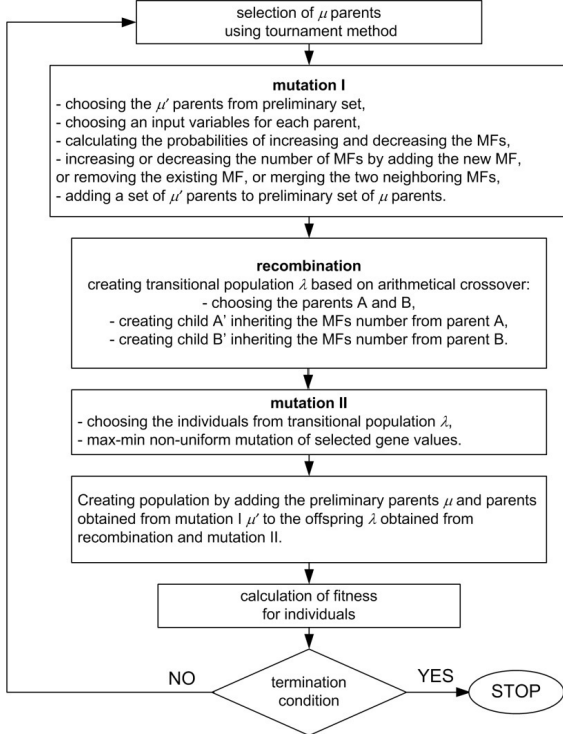 selection of μ parents
using tournament method
mutation I
- choosing the μ′ parents from preliminary set,
- choosing an input variables for each parent,
- calculating the probabilities of increasing and decreasing the MFs,
- increasing or decreasing the number of MFs by adding the new MF,
or removing the existing MF, or merging the two neighboring MFs,
- adding a set of μ′ parents to preliminary set of μ parents.
recombination
creating transitional population λ based on arithmetical crossover:
- choosing the parents A and B,
- creating child A’ inheriting the MFs number from parent A,
- creating child B’ inheriting the MFs number from parent B.
mutation II
- choosing the individuals from transitional population λ,
- max-min non-uniform mutation of selected gene values.
Creating population by adding the preliminary parents μ and parents
obtained from mutation I μ′ to the offspring λ obtained from
recombination and mutation II.
calculation of fitness
for individuals
NO
termination
condition
YES
STOP